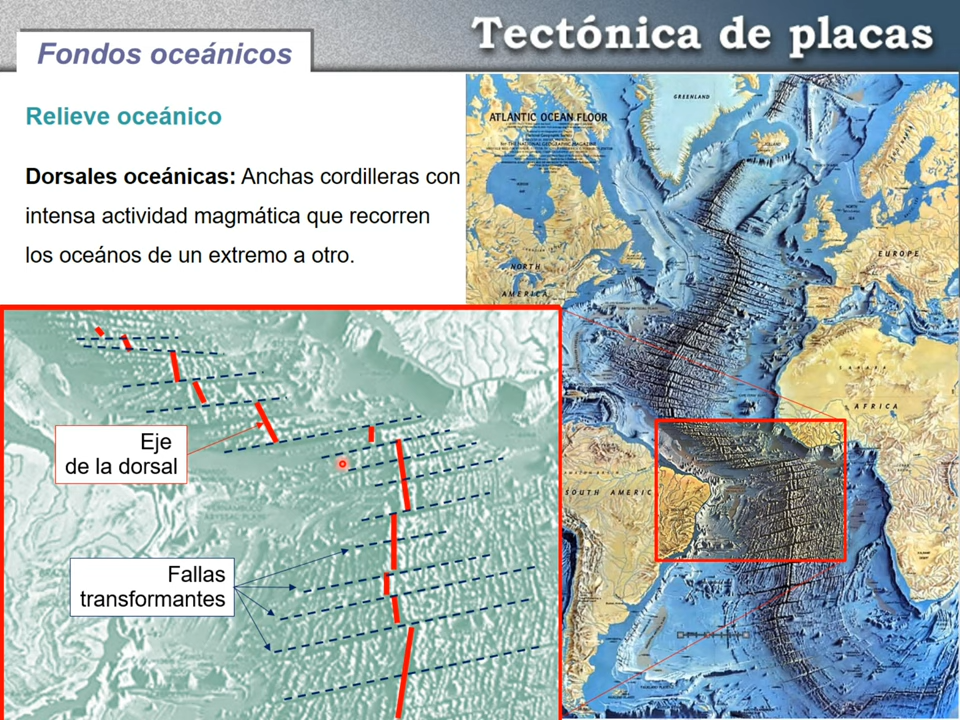 Tectónica de placas
Fondos oceánicos
Relieve oceánico
Dorsales oceánicas: Anchas cordilleras con
intensa actividad magmática que recorren
los océanos de un extremo a otro.
Eje
de la dorsal
Fallas
transformantes
GREENLAND
ATLANTIC OCEAN FLOOR
NORTH
AMERICA
EUROPE
AFRICA
SOUTH AMERIC